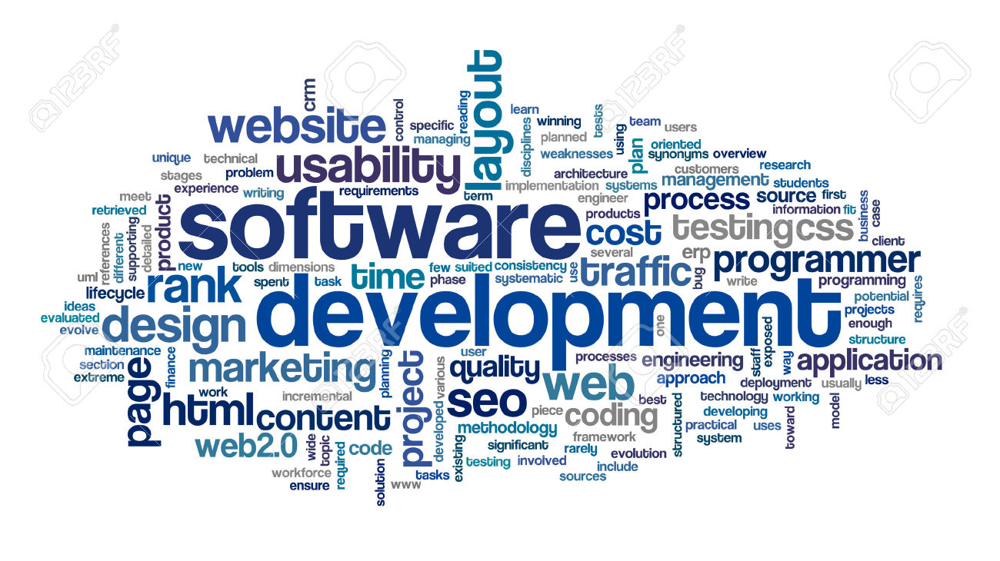 123RF
123RF
crm
website
control
specific
managing
reading
layout
learn
disciplines
winning
planned
weaknesses
tests
using
team
users
plan
oriented
synonyms
overview
unique
technical
stages
problem
usability
experience
writing
requirements
term
architecture
implementation
systems
customers
management
research
students
engineer
products
process
source
first
information
fit
business
case
meet
retrieved
references
different
supporting
detailed
product
software
cost
several
testing
css
client
erp
programmer
uml
new
tools
dimensions
time
few
suited
consistency
phase
systematic
use
traffic
bug
write
programming
lifecycle
rank
spent
task
development
potential
requires
ideas
evaluated
evolve
design
projects
enough
one
exposed
structure
maintenance
section
extreme
page
finance
marketing
planning
project
various
user
quality
processes
engineering
staff
way
application
work
incremental
web
approach
deployment
usually
less
html
content
developed
seo
piece
coding
best
structured
technology
working
developing
model
web2.0
wide
topic
required
code
methodology
framework
practical
uses
toward
system
existing
significant
rarely
evolution
testing
involved
include
workforce
ensure
solution
www
tasks
sources
123RF
123RF